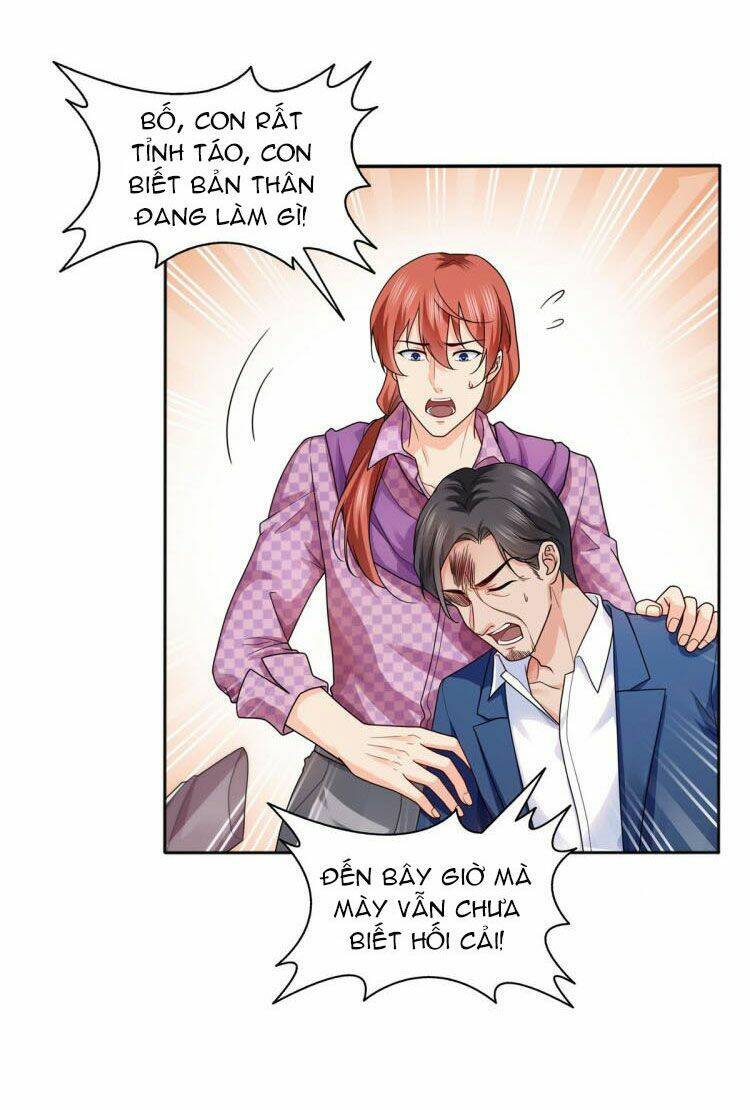 BỐ, CON RẤT
TỈNH TÁO, CON
BIẾT BẢN THÂN
ĐANG LÀM GÌ!
ĐẾN BÂY GIỜ MÀ
MÀY VẪN CHƯA
BIẾT HỐI CẢI!